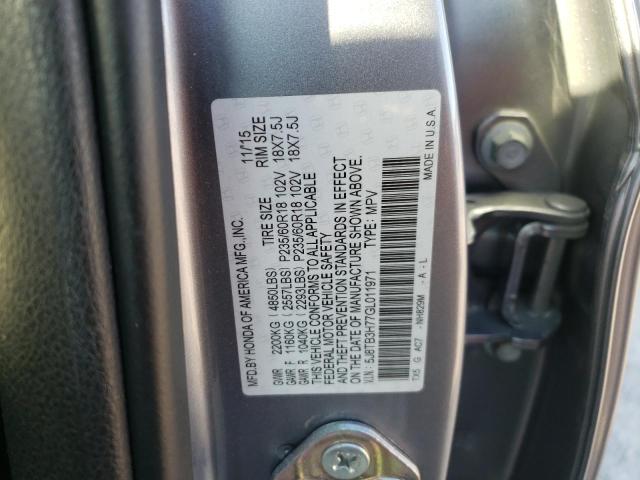 MFD.BY HONDA OF AMERICA MFG.,INC. 11/15
TIRE SIZE RIM SIZE
GVWR 2200KG (4850LBS)
GAWR F 1160KG (2557LBS) P235/60R18 102V 18X7.5J
GAWR R 1040KG (2293LBS) P235/60R18 102V 18X7.5J
THIS VEHICLE CONFORMS TO ALL APPLICABLE
FEDERAL MOTOR VEHICLE SAFETY
AND THEFT PREVENTION STANDARDS IN EFFECT
ON THE DATE OF MANUFACTURE SHOWN ABOVE.
V.I.N.: 5J8TB3H77GL011971 TYPE: MPV
TX5 G AC7 -NH829M -A-L MADE IN U.S.A.